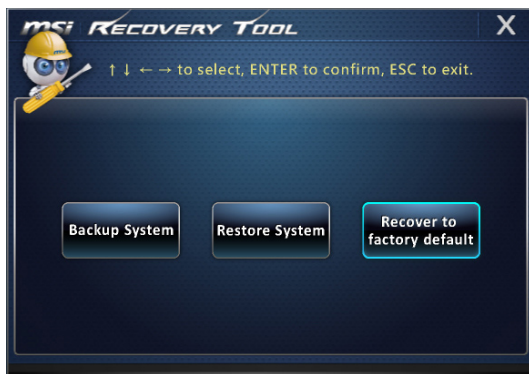 msi RECOVERY TOOL X
↑ ↓ ← → to select, ENTER to confirm, ESC to exit.
Backup System
Restore System
Recover to
factory default